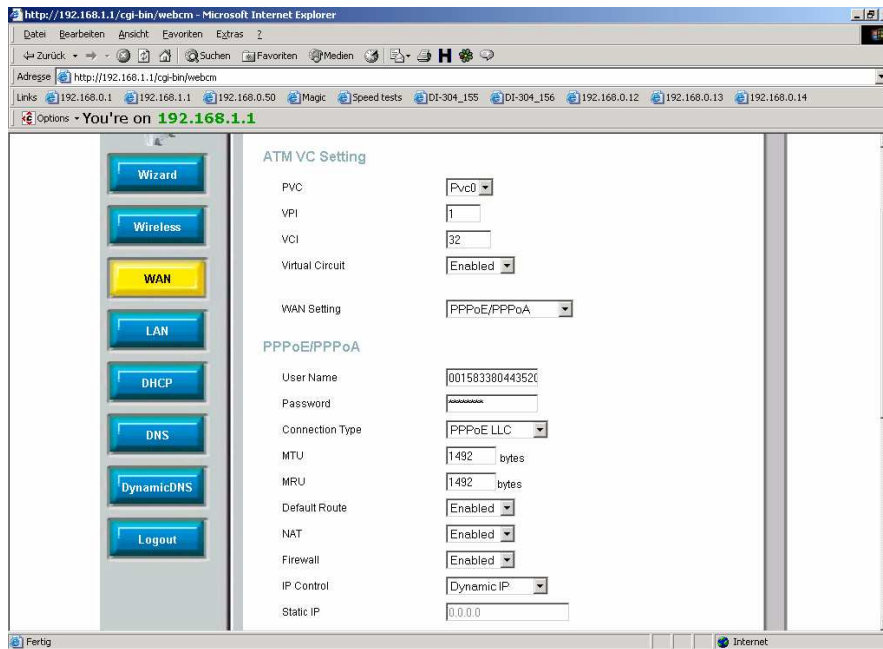 http://192.168.1.1/cgi-bin/webcm - Microsoft Internet Explorer
Datei Bearbeiten Ansicht Favoriten Extras ?
Zurück Suchen Favoriten Medien
Adresse http://192.168.1.1/cgi-bin/webcm
Links 192.168.0.1 192.168.1.1 192.168.0.50 Magic Speed tests DI-304_155 DI-304_156 192.168.0.12 192.168.0.13 192.168.0.14
Options - You're on 192.168.1.1
Wizard
Wireless
WAN
LAN
DHCP
DNS
DynamicDNS
Logout
ATM VC Setting
PVC Pvc0
VPI 1
VCI 32
Virtual Circuit Enabled
WAN Setting PPPoE/PPPoA
PPPoE/PPPoA
User Name 001583380443520
Password ********
Connection Type PPPoE LLC
MTU 1492 bytes
MRU 1492 bytes
Default Route Enabled
NAT Enabled
Firewall Enabled
IP Control Dynamic IP
Static IP 0.0.0.0
Fertig Internet